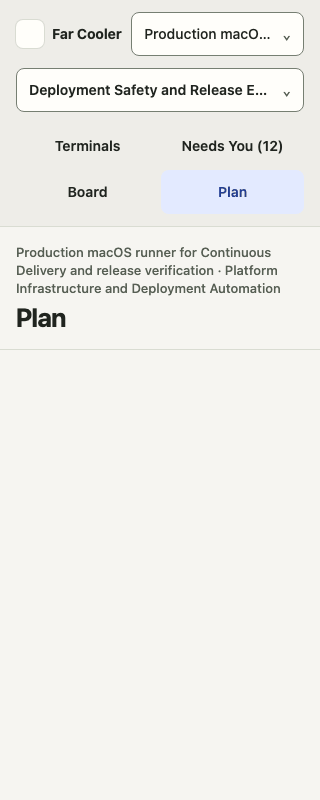 Far Cooler
Production macO...
Deployment Safety and Release E...
Terminals
Needs You (12)
Board
Plan
Production macOS runner for Continuous
Delivery and release verification · Platform
Infrastructure and Deployment Automation
Plan